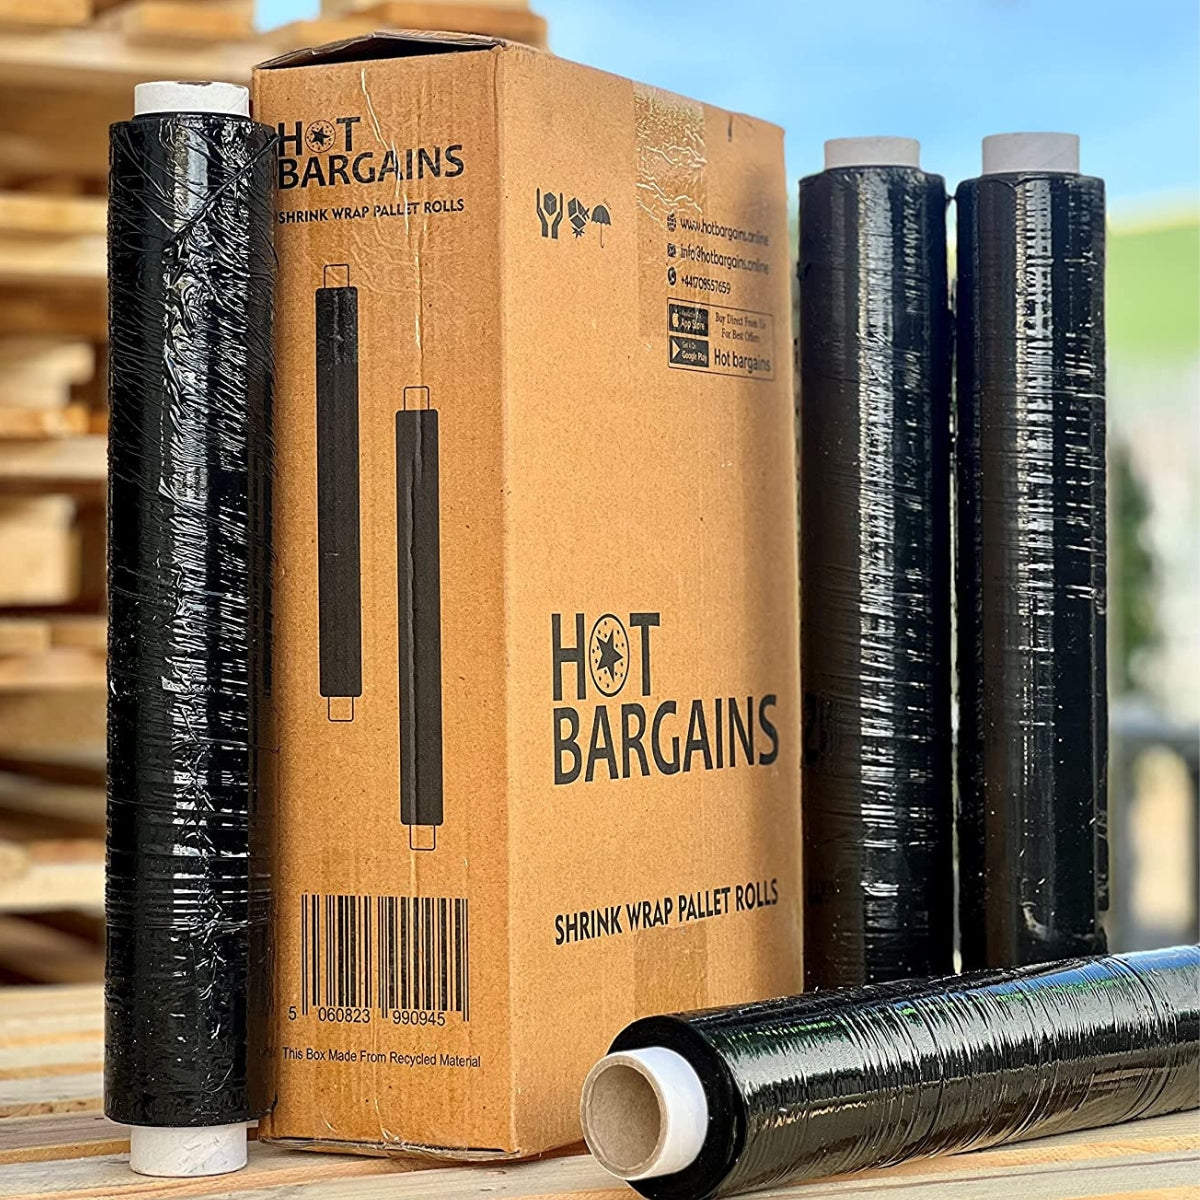 HOT
BARGAINS
SHRINK WRAP PALLET ROLLS
5 060823 990945
This Box Made From Recycled Material
www.hotbargains.online
info@hotbargains.online
+441708557659
App Store
Google Play
Buy Direct From Us
For Best Offers
Hot bargains
HOT
BARGAINS
SHRINK WRAP PALLET ROLLS